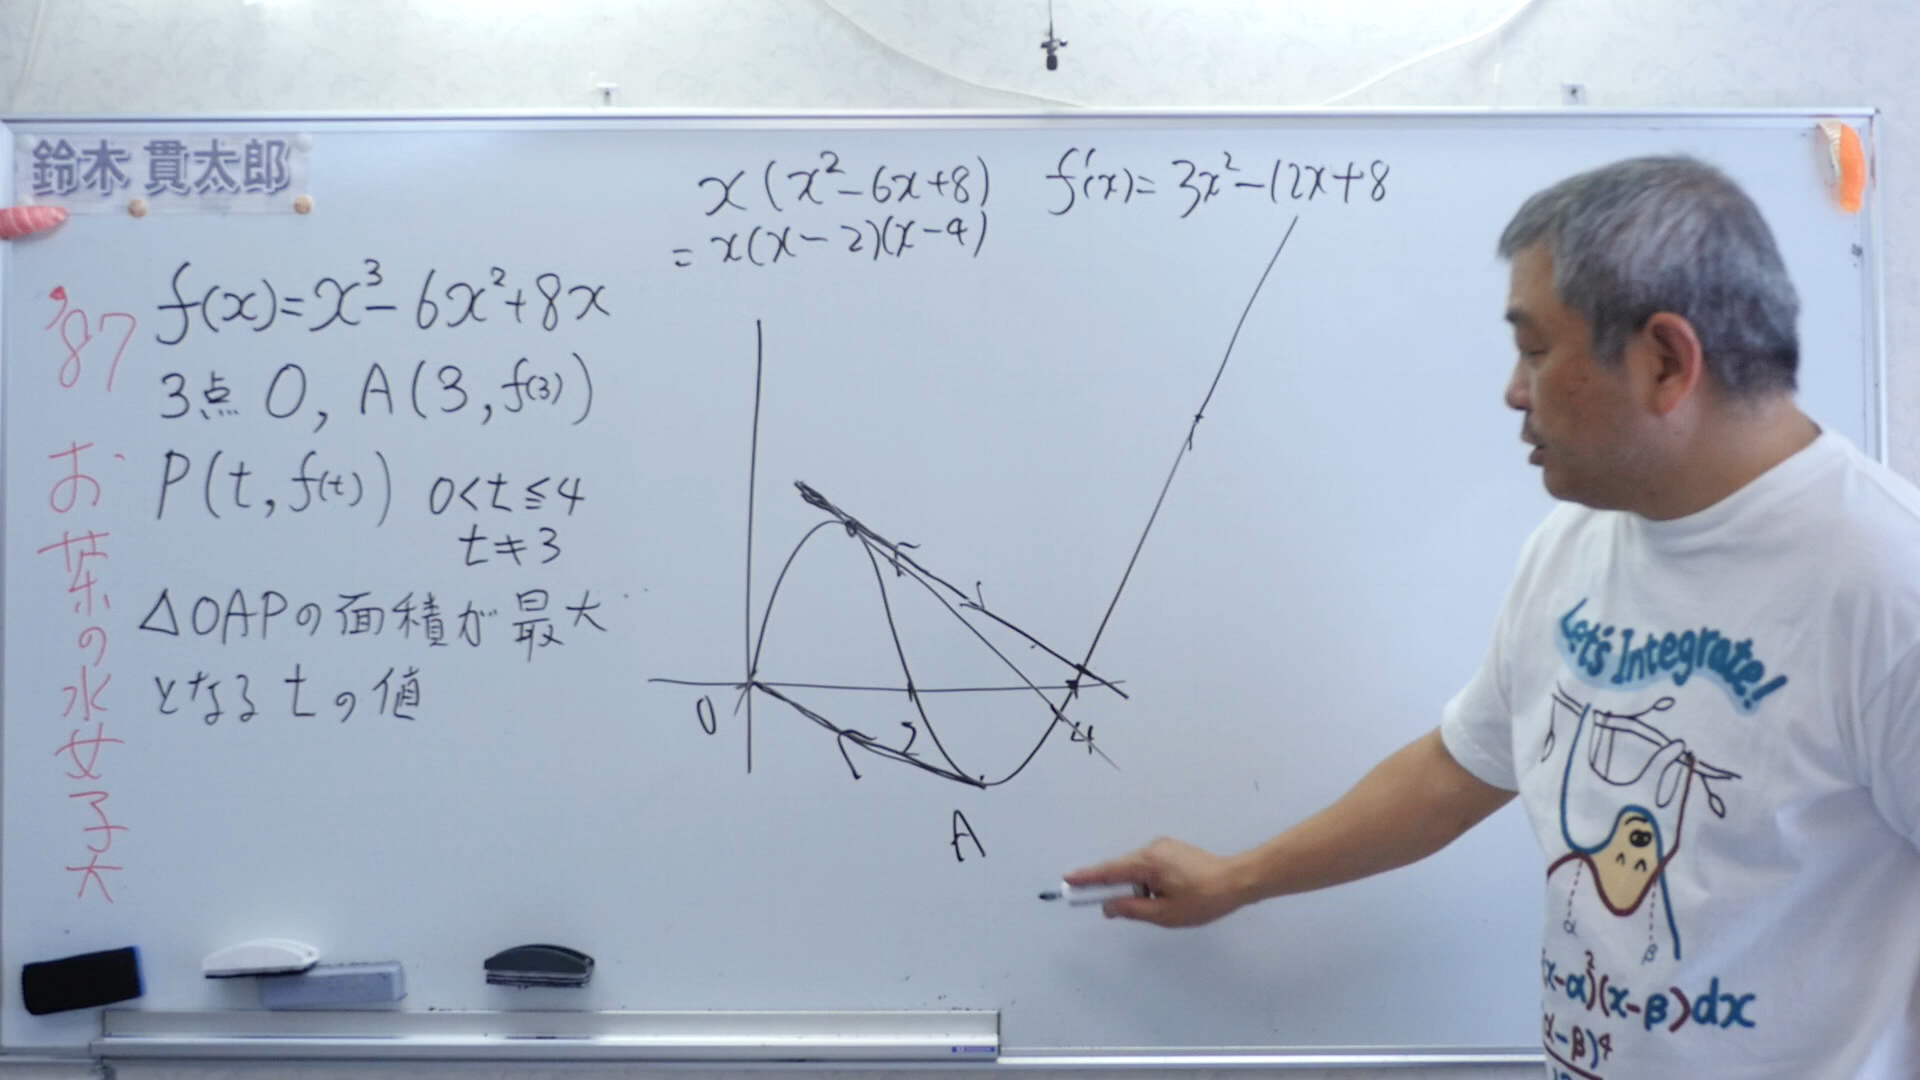 鈴木 貫太郎
'87 お茶の水女子大
f(x)=x³-6x²+8x
3点 O, A(3, f(3))
P(t, f(t)) 0<t≦4
t≠3
△OAPの面積が最大
となる t の値
x(x²-6x+8)
=x(x-2)(x-4)
f'(x)=3x²-12x+8
O
2
4
A
Let's Integrate!
α
β
x-α)²(x-β)dx
α-β)⁴